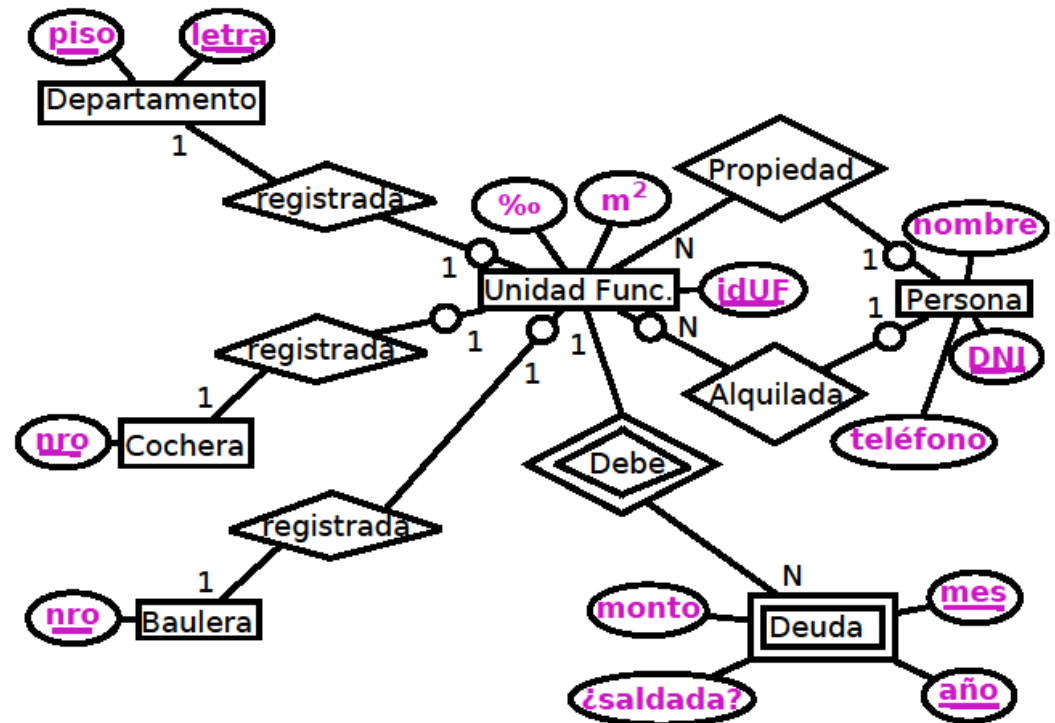 piso
letra
Departamento
1
registrada
Propiedad
‰
m²
nombre
N
1
1
Unidad Func.
idUF
Persona
1
N
1
1
registrada
1
DNI
1
Alquilada
nro
Cochera
teléfono
Debe
registrada
1
N
nro
Baulera
monto
mes
Deuda
¿saldada?
año